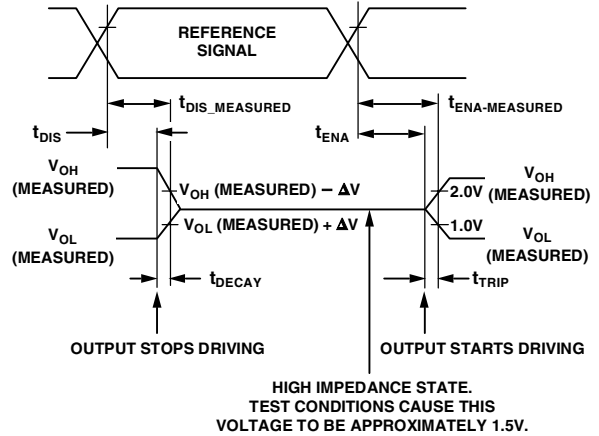 REFERENCE
SIGNAL
tDIS_MEASURED
tENA-MEASURED
tDIS
tENA
VOH
(MEASURED)
VOH (MEASURED) – ΔV
VOL (MEASURED) + ΔV
VOL
(MEASURED)
2.0V
1.0V
VOH
(MEASURED)
VOL
(MEASURED)
tDECAY
tTRIP
OUTPUT STOPS DRIVING
OUTPUT STARTS DRIVING
HIGH IMPEDANCE STATE.
TEST CONDITIONS CAUSE THIS
VOLTAGE TO BE APPROXIMATELY 1.5V.